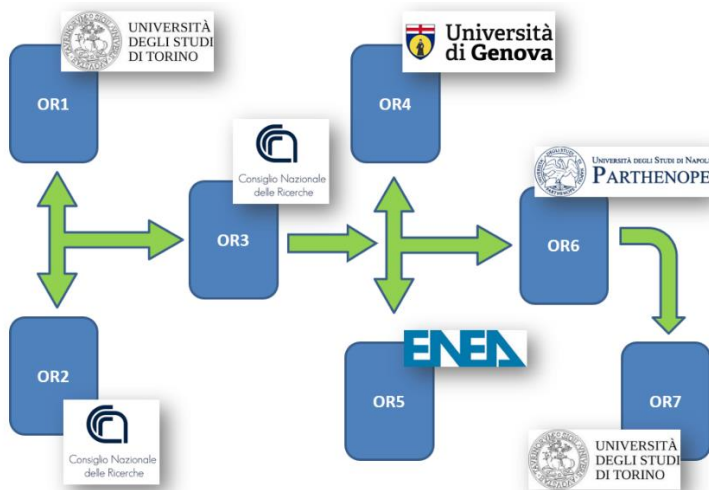 UNIVERSITÀ
DEGLI STUDI
DI TORINO
OR1
Università
di Genova
OR4
Consiglio Nazionale
delle Ricerche
OR3
UNIVERSITÀ DEGLI STUDI DI NAPOLI
PARTHENOPE
OR6
OR2
Consiglio Nazionale
delle Ricerche
ENEA
OR5
OR7
UNIVERSITÀ
DEGLI STUDI
DI TORINO